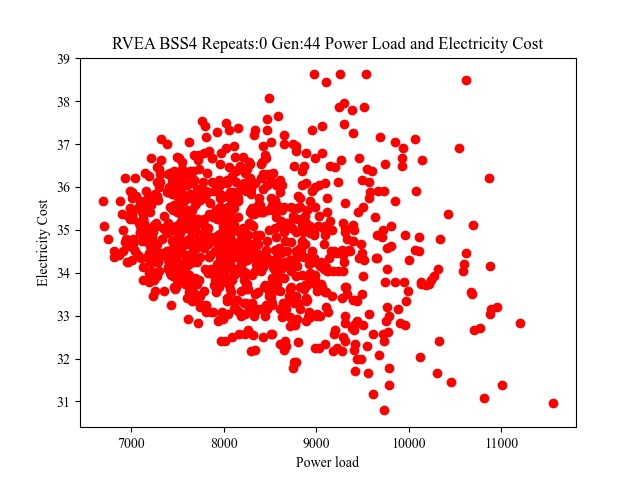 RVEA BSS4 Repeats:0 Gen:44 Power Load and Electricity Cost
39
38
37
36
35
34
33
32
31
Electricity Cost
7000 8000 9000 10000 11000
Power load